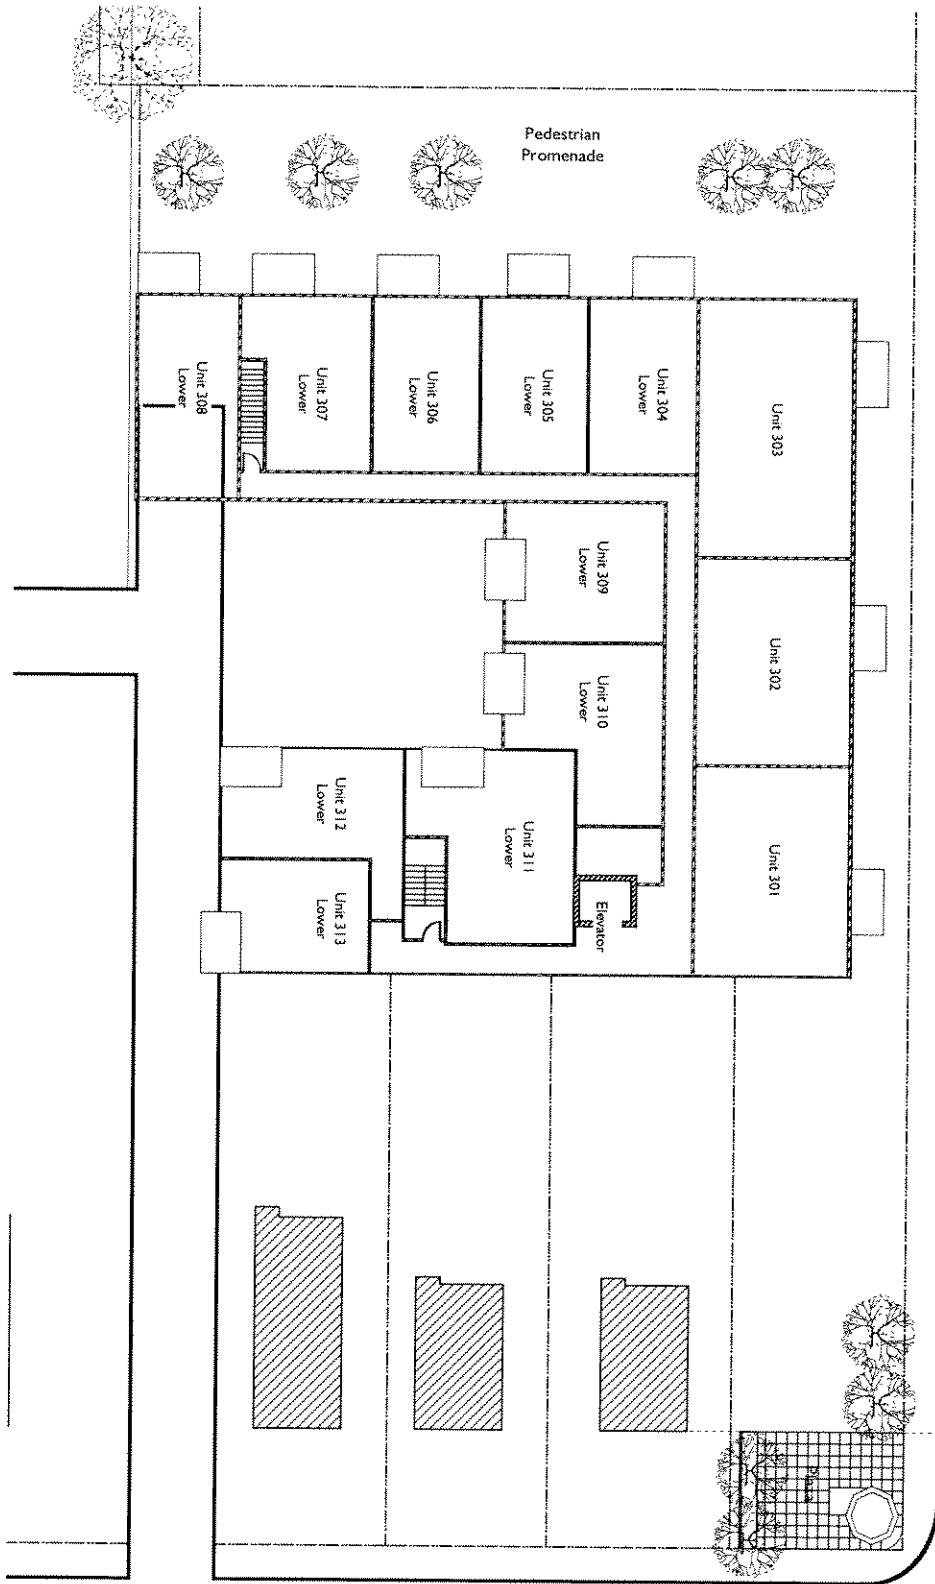 Pedestrian
Promenade
Unit 308
Lower
Unit 307
Lower
Unit 306
Lower
Unit 305
Lower
Unit 304
Lower
Unit 303
Unit 309
Lower
Unit 302
Unit 310
Lower
Unit 312
Lower
Unit 311
Lower
Unit 301
Unit 313
Lower
Elevator
Plaza